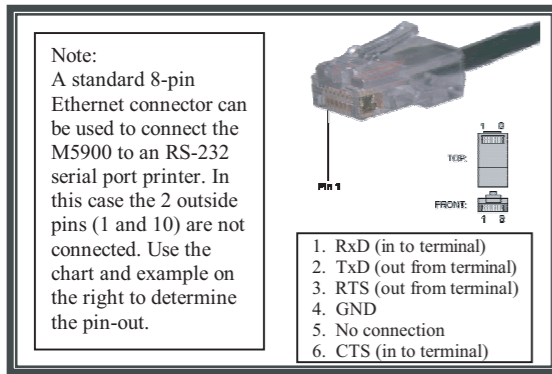 Note:
A standard 8-pin
Ethernet connector can
be used to connect the
M5900 to an RS-232
serial port printer. In
this case the 2 outside
pins (1 and 10) are not
connected. Use the
chart and example on
the right to determine
the pin-out.
Pin 1
1 8
TOP:
FRONT:
1 8
1. RxD (in to terminal)
2. TxD (out from terminal)
3. RTS (out from terminal)
4. GND
5. No connection
6. CTS (in to terminal)